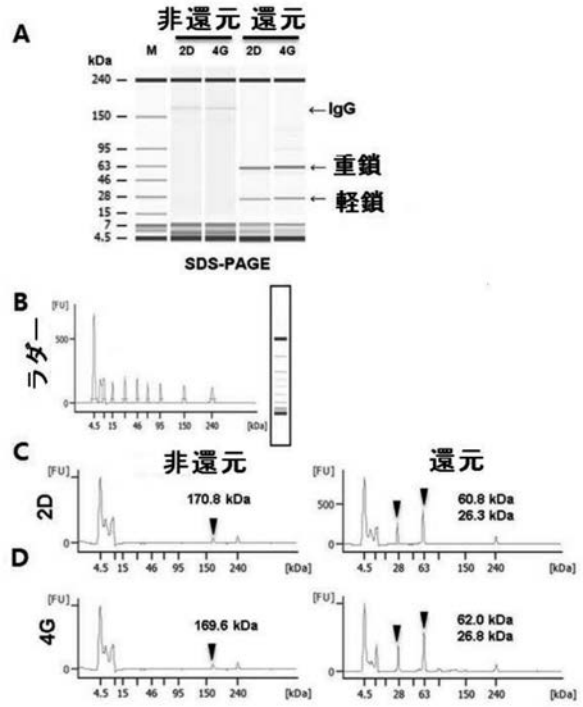 非還元 還元
A
M 2D 4G 2D 4G
kDa
240
150
95
63
46
28
15
7
4.5
←IgG
← 重鎖
← 軽鎖
SDS-PAGE
B
ラダー
[FU]
500
0
4.5 15 46 95 150 240 [kDa]
C
非還元 還元
2D
[FU]
0
170.8 kDa
4.5 15 46 95 150 240 [kDa]
[FU]
500
0
60.8 kDa
26.3 kDa
4.5 28 63 150 240 [kDa]
D
4G
[FU]
0
169.6 kDa
4.5 15 46 95 150 240 [kDa]
[FU]
0
62.0 kDa
26.8 kDa
4.5 28 63 150 240 [kDa]